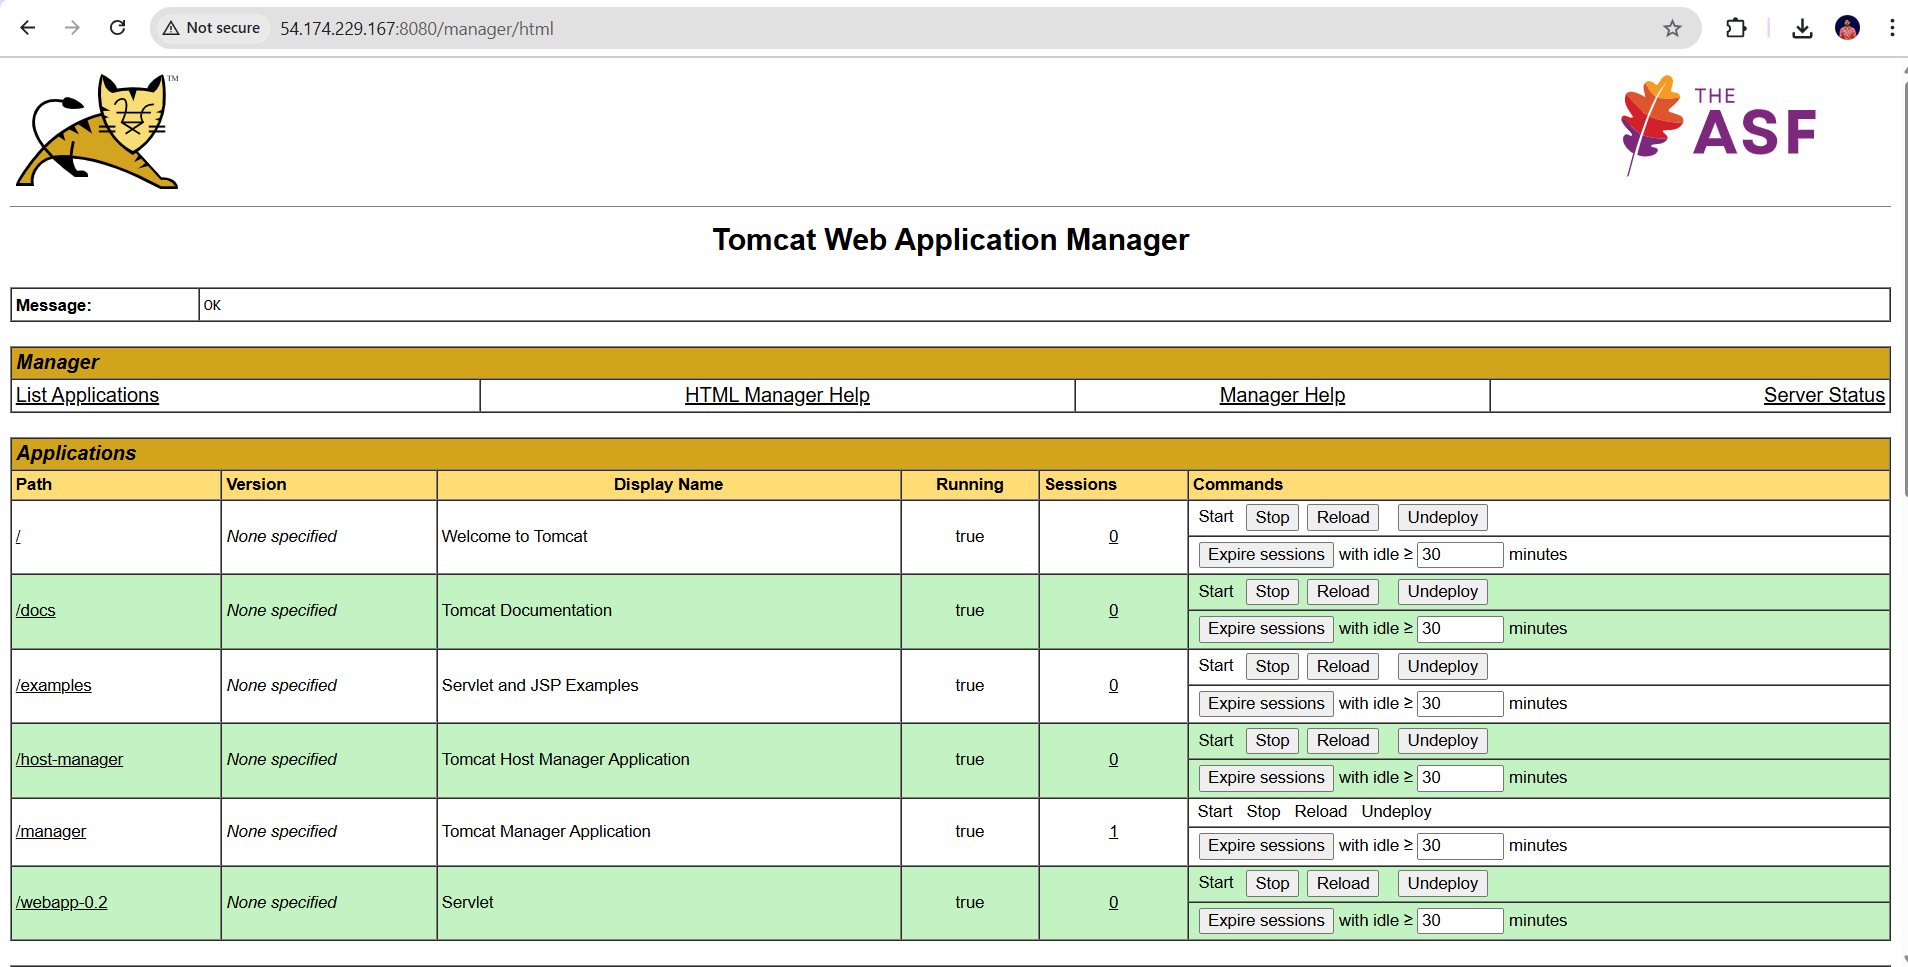 Not secure 54.174.229.167:8080/manager/html
TM
THE
ASF
Tomcat Web Application Manager
Message: OK
Manager
List Applications HTML Manager Help Manager Help Server Status
Applications
Path Version Display Name Running Sessions Commands
/ None specified Welcome to Tomcat true 0 Start Stop Reload Undeploy
Expire sessions with idle ≥ 30 minutes
/docs None specified Tomcat Documentation true 0 Start Stop Reload Undeploy
Expire sessions with idle ≥ 30 minutes
/examples None specified Servlet and JSP Examples true 0 Start Stop Reload Undeploy
Expire sessions with idle ≥ 30 minutes
/host-manager None specified Tomcat Host Manager Application true 0 Start Stop Reload Undeploy
Expire sessions with idle ≥ 30 minutes
/manager None specified Tomcat Manager Application true 1 Start Stop Reload Undeploy
Expire sessions with idle ≥ 30 minutes
/webapp-0.2 None specified Servlet true 0 Start Stop Reload Undeploy
Expire sessions with idle ≥ 30 minutes